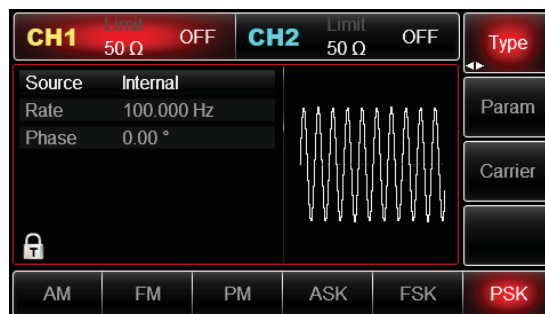 CH1 Limit 50 Ω OFF CH2 Limit 50 Ω OFF Type
Source Internal
Rate 100.000 Hz
Phase 0.00 °
Param
Carrier
T
AM FM PM ASK FSK PSK